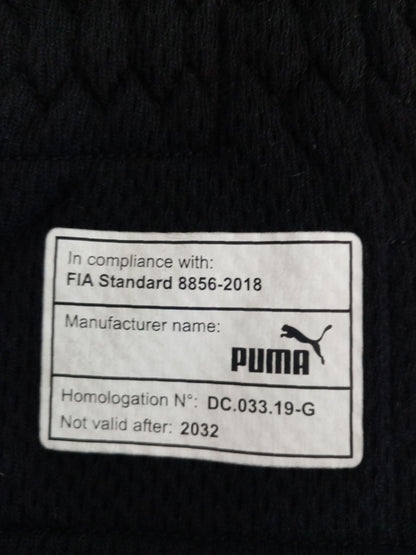 In compliance with:
FIA Standard 8856-2018
Manufacturer name:
PUMA
Homologation N°: DC.033.19-G
Not valid after: 2032